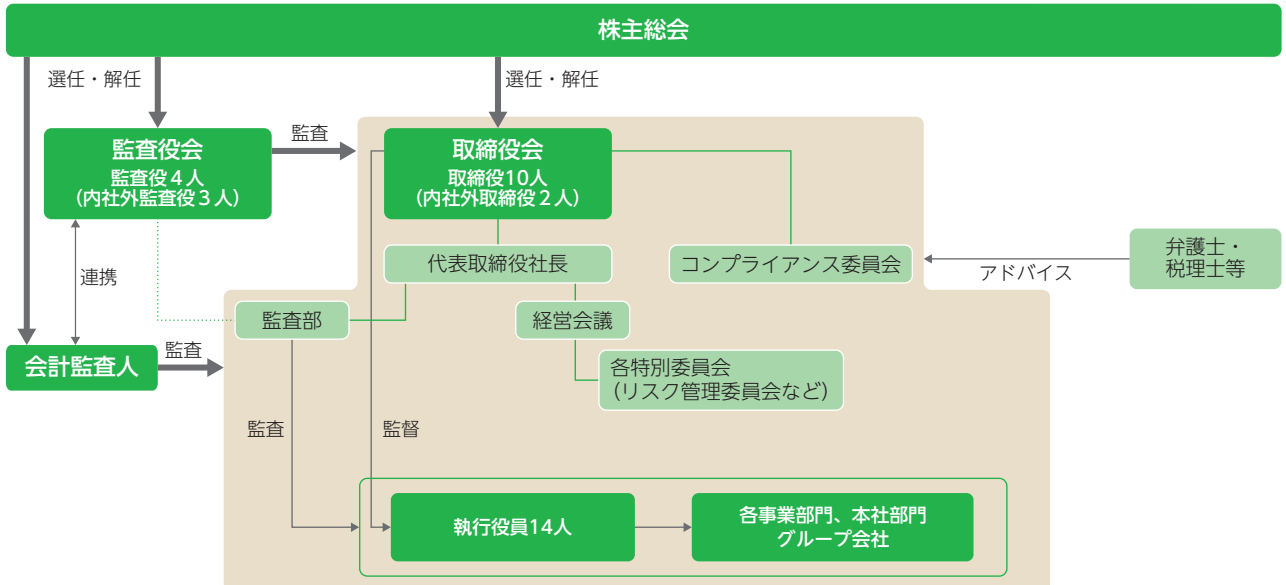 株主総会
選任・解任
選任・解任
監査役会
監査役4人
(内社外監査役3人)
監査
取締役会
取締役10人
(内社外取締役2人)
連携
代表取締役社長
コンプライアンス委員会
アドバイス
弁護士・
税理士等
監査部
経営会議
会計監査人
監査
各特別委員会
(リスク管理委員会など)
監査
監督
執行役員14人
各事業部門、本社部門
グループ会社